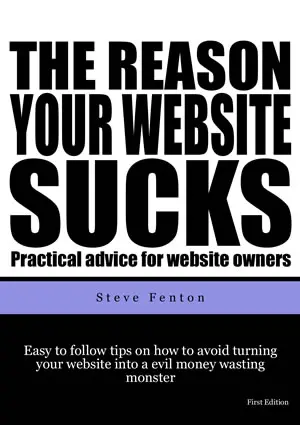 THE REASON
YOUR WEBSITE
SUCKS
Practical advice for website owners
Steve Fenton
Easy to follow tips on how to avoid turning
your website into a evil money wasting
monster
First Edition